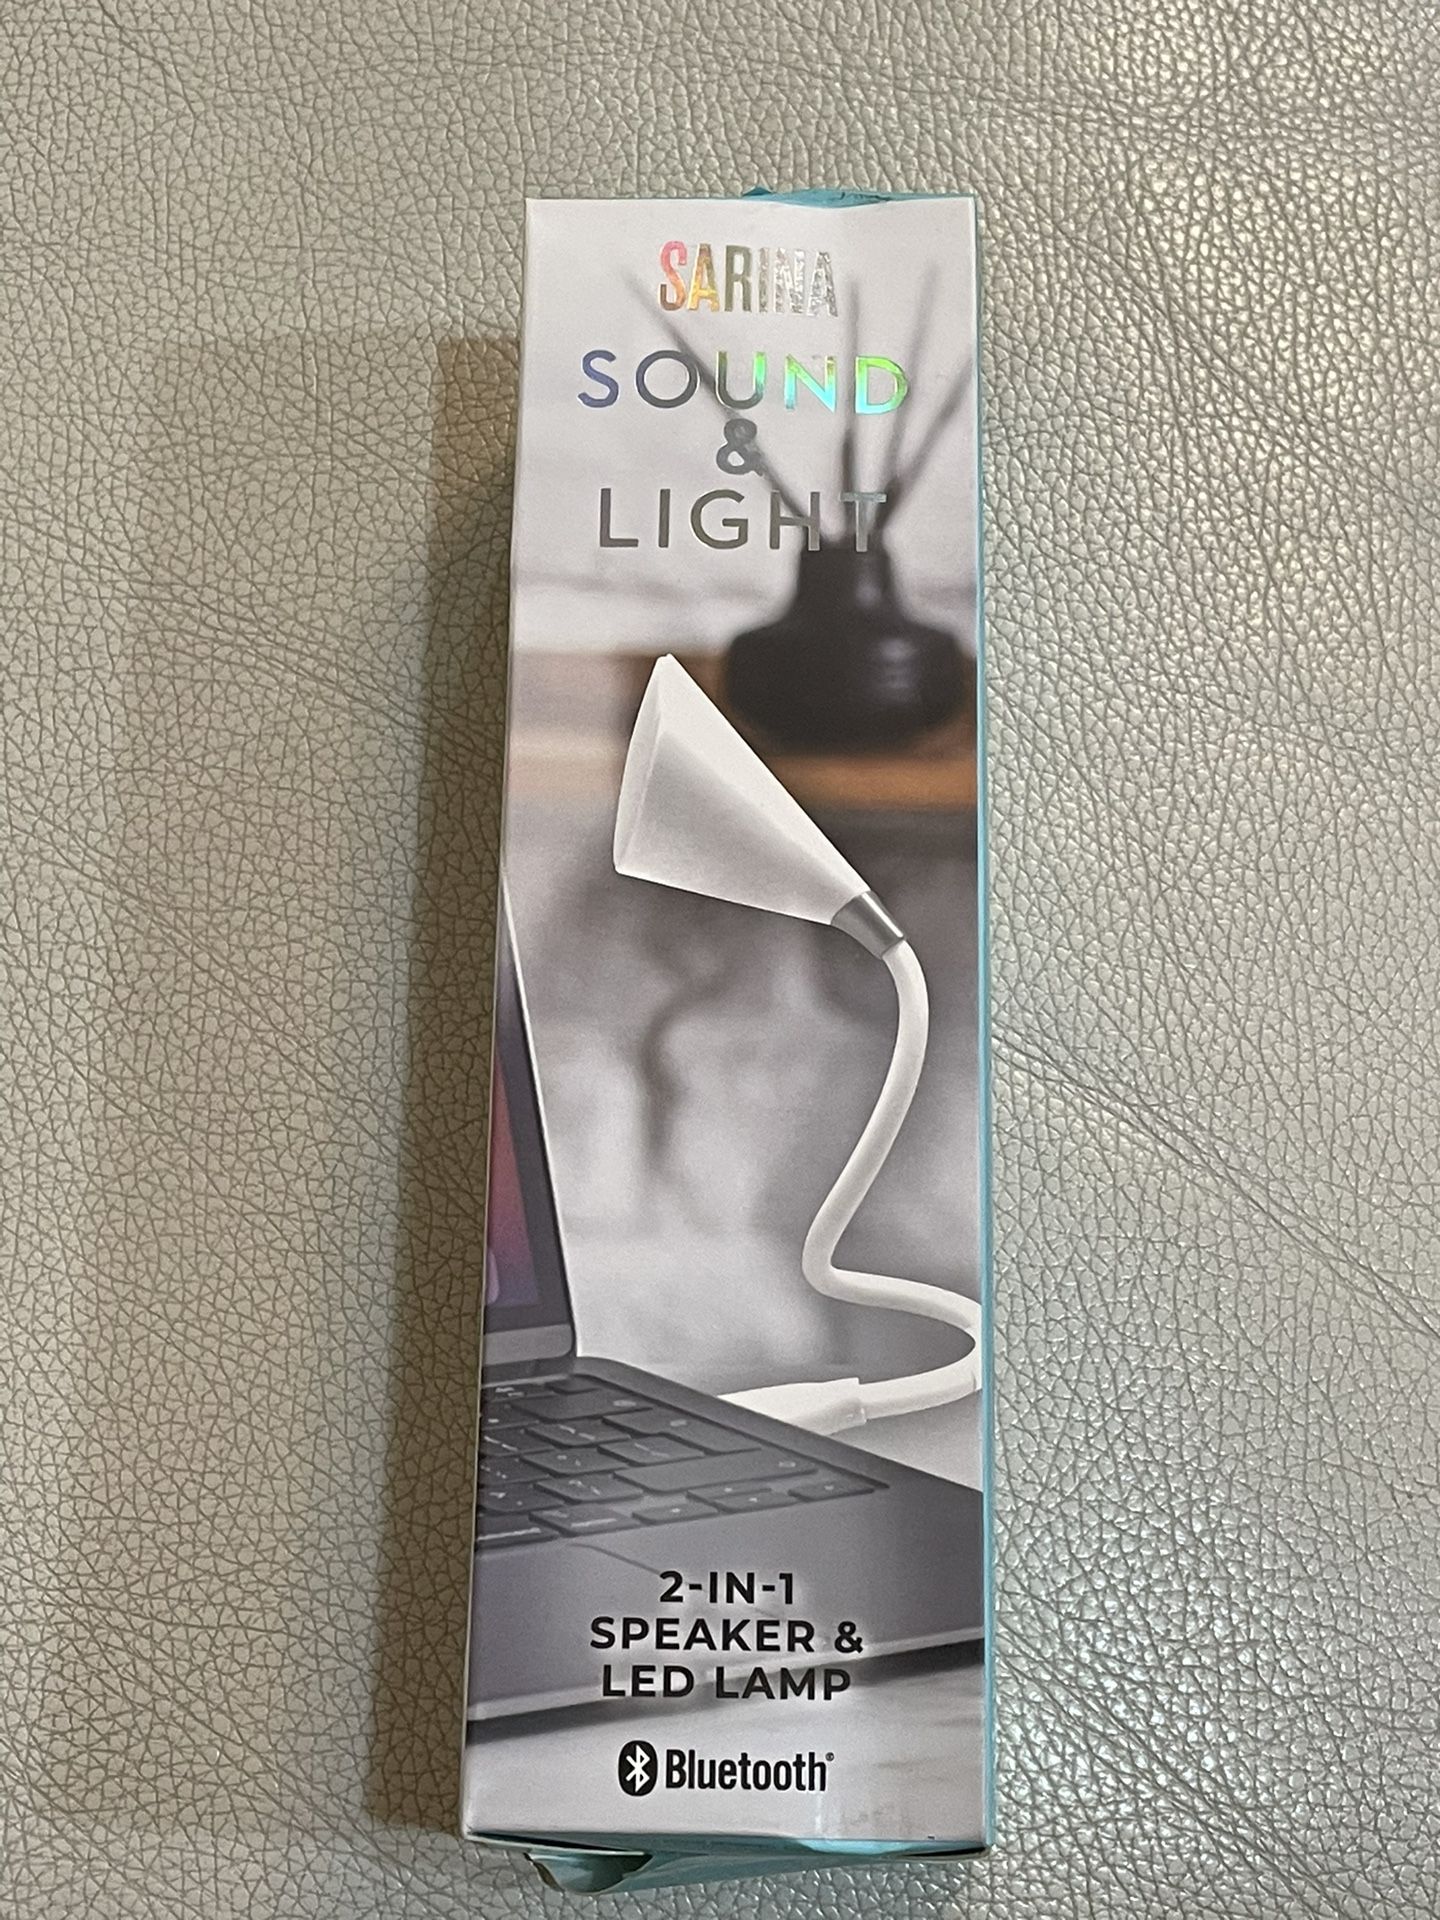 SARINA
SOUND
&
LIGHT
2-IN-1
SPEAKER &
LED LAMP
Bluetooth®